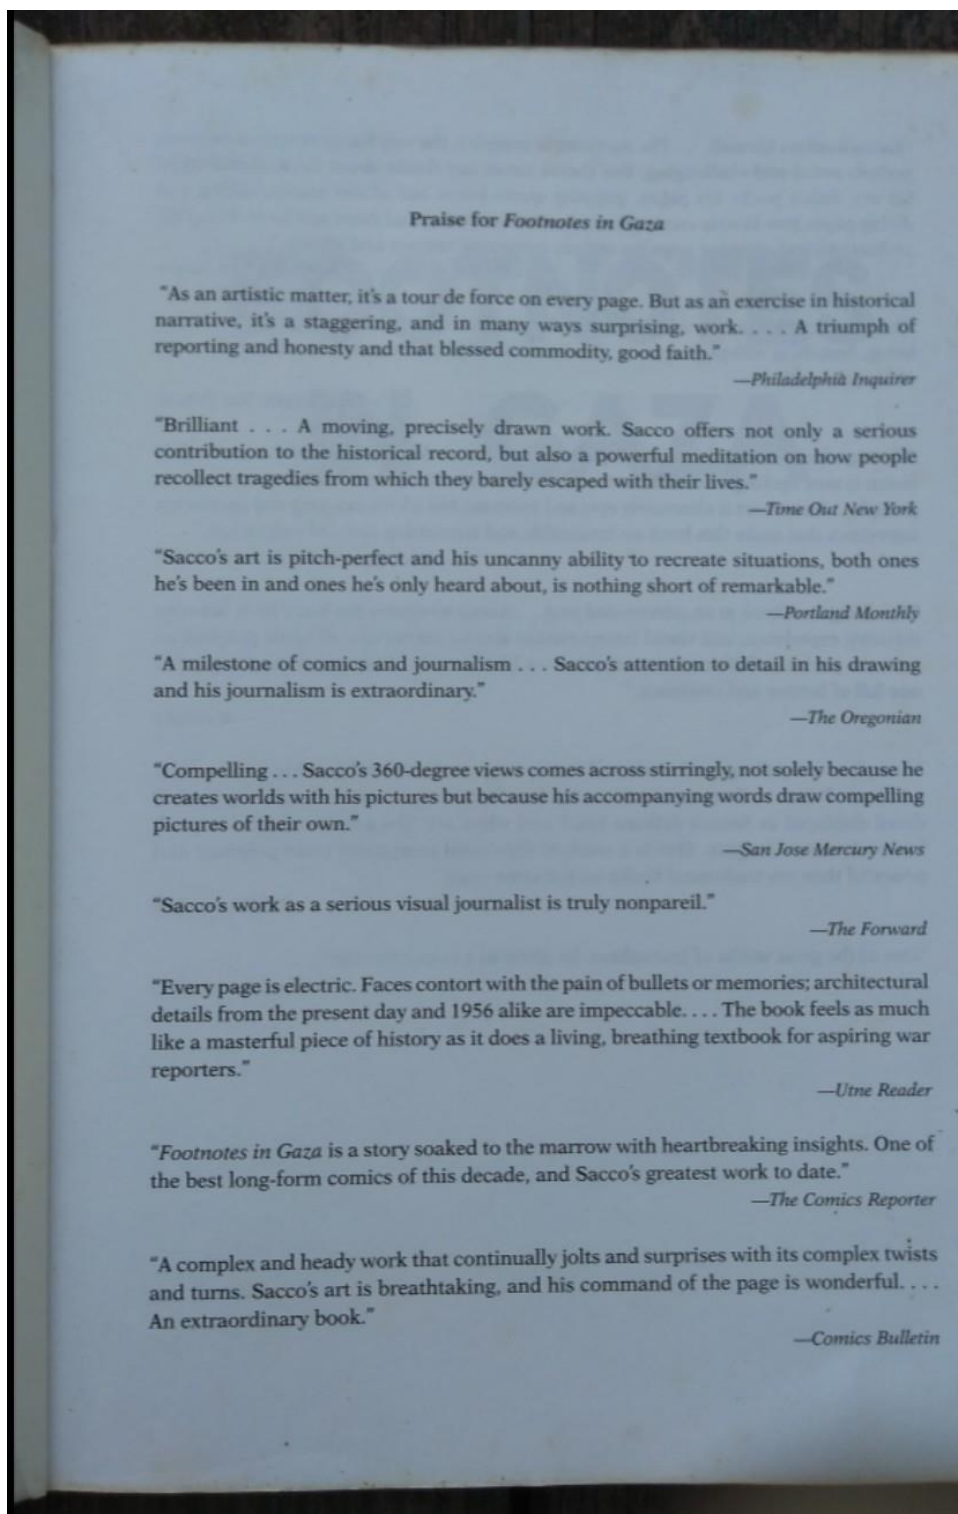 Praise for Footnotes in Gaza
“As an artistic matter, it’s a tour de force on every page. But as an exercise in historical
narrative, it’s a staggering, and in many ways surprising, work. . . . A triumph of
reporting and honesty and that blessed commodity, good faith.”
—Philadelphia Inquirer
“Brilliant . . . A moving, precisely drawn work. Sacco offers not only a serious
contribution to the historical record, but also a powerful meditation on how people
recollect tragedies from which they barely escaped with their lives.”
—Time Out New York
“Sacco’s art is pitch-perfect and his uncanny ability to recreate situations, both ones
he’s been in and ones he’s only heard about, is nothing short of remarkable.”
—Portland Monthly
“A milestone of comics and journalism . . . Sacco’s attention to detail in his drawing
and his journalism is extraordinary.”
—The Oregonian
“Compelling . . . Sacco’s 360-degree views comes across stirringly, not solely because he
creates worlds with his pictures but because his accompanying words draw compelling
pictures of their own.”
—San Jose Mercury News
“Sacco’s work as a serious visual journalist is truly nonpareil.”
—The Forward
“Every page is electric. Faces contort with the pain of bullets or memories; architectural
details from the present day and 1956 alike are impeccable. . . . The book feels as much
like a masterful piece of history as it does a living, breathing textbook for aspiring war
reporters.”
—Utne Reader
“Footnotes in Gaza is a story soaked to the marrow with heartbreaking insights. One of
the best long-form comics of this decade, and Sacco’s greatest work to date.”
—The Comics Reporter
“A complex and heady work that continually jolts and surprises with its complex twists
and turns. Sacco’s art is breathtaking, and his command of the page is wonderful. . . .
An extraordinary book.”
—Comics Bulletin